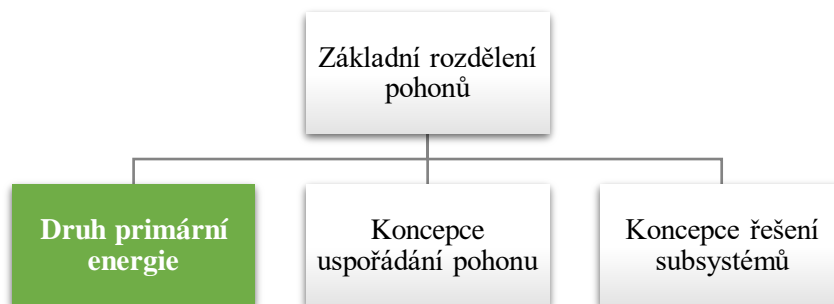 Základní rozdělení
pohonů
Druh primární
energie
Koncepce
uspořádání pohonu
Koncepce řešení
subsystémů